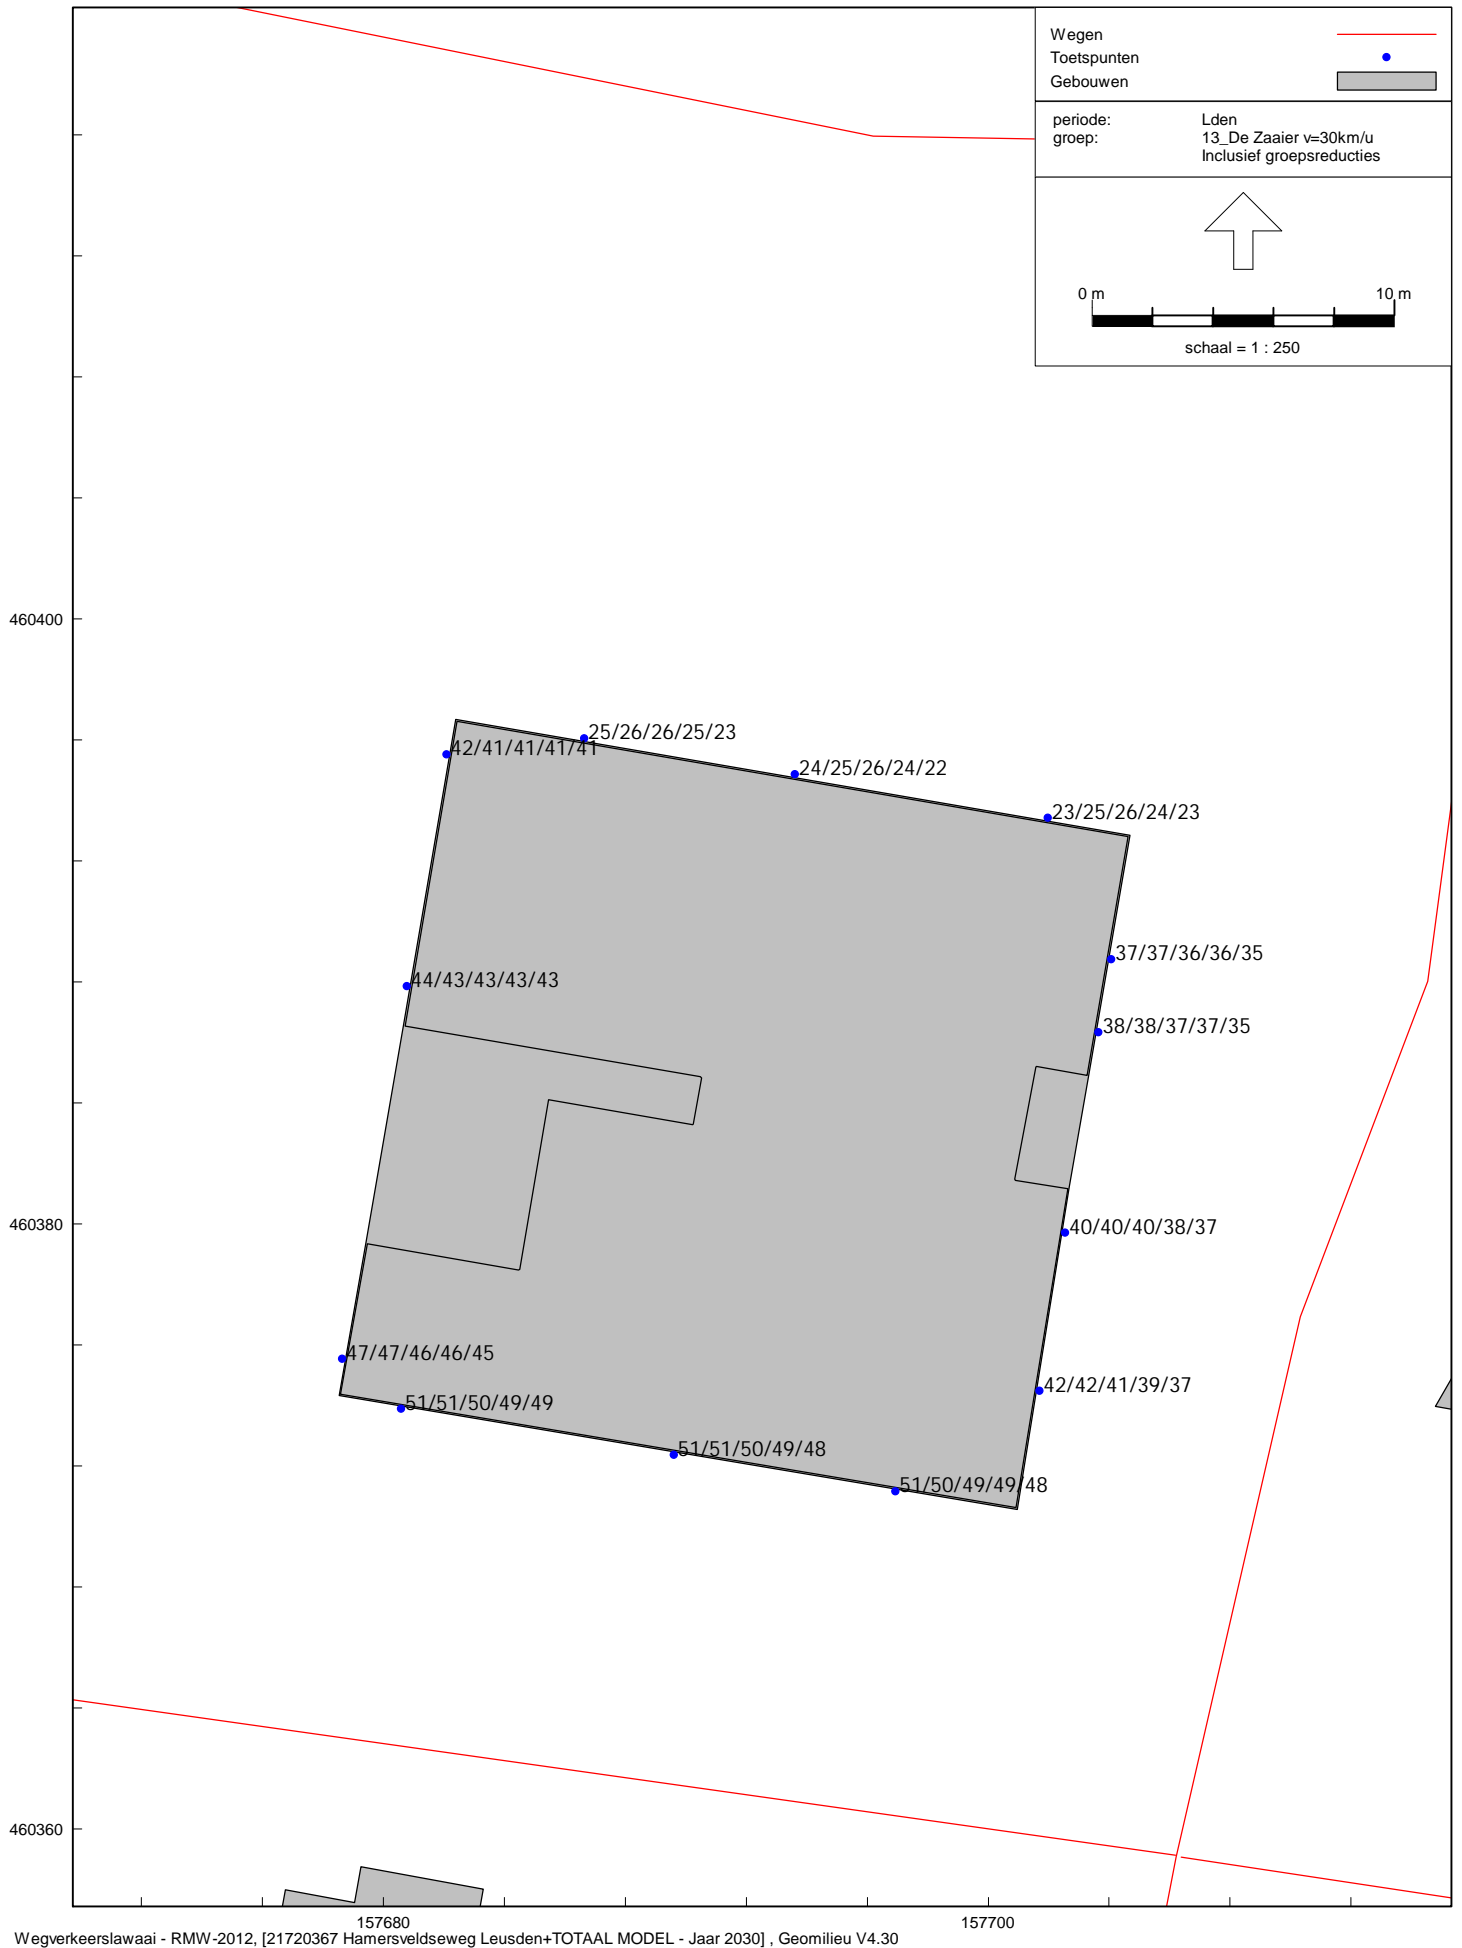 Wegen
Toetspunten
Gebouwen
periode: Lden
groep: 13_De Zaaier v=30km/u
Inclusief groepsreducties
0 m 10 m
schaal = 1 : 250
460400
25/26/26/25/23
42/41/41/41/41
24/25/26/24/22
23/25/26/24/23
37/37/36/36/35
44/43/43/43/43
38/38/37/37/35
460380
40/40/40/38/37
47/47/46/46/45
42/42/41/39/37
51/51/50/49/49
51/51/50/49/48
51/50/49/49/48
460360
157680 157700
Wegverkeerslawaai - RMW-2012, [21720367 Hamersveldseweg Leusden+TOTAAL MODEL - Jaar 2030] , Geomilieu V4.30